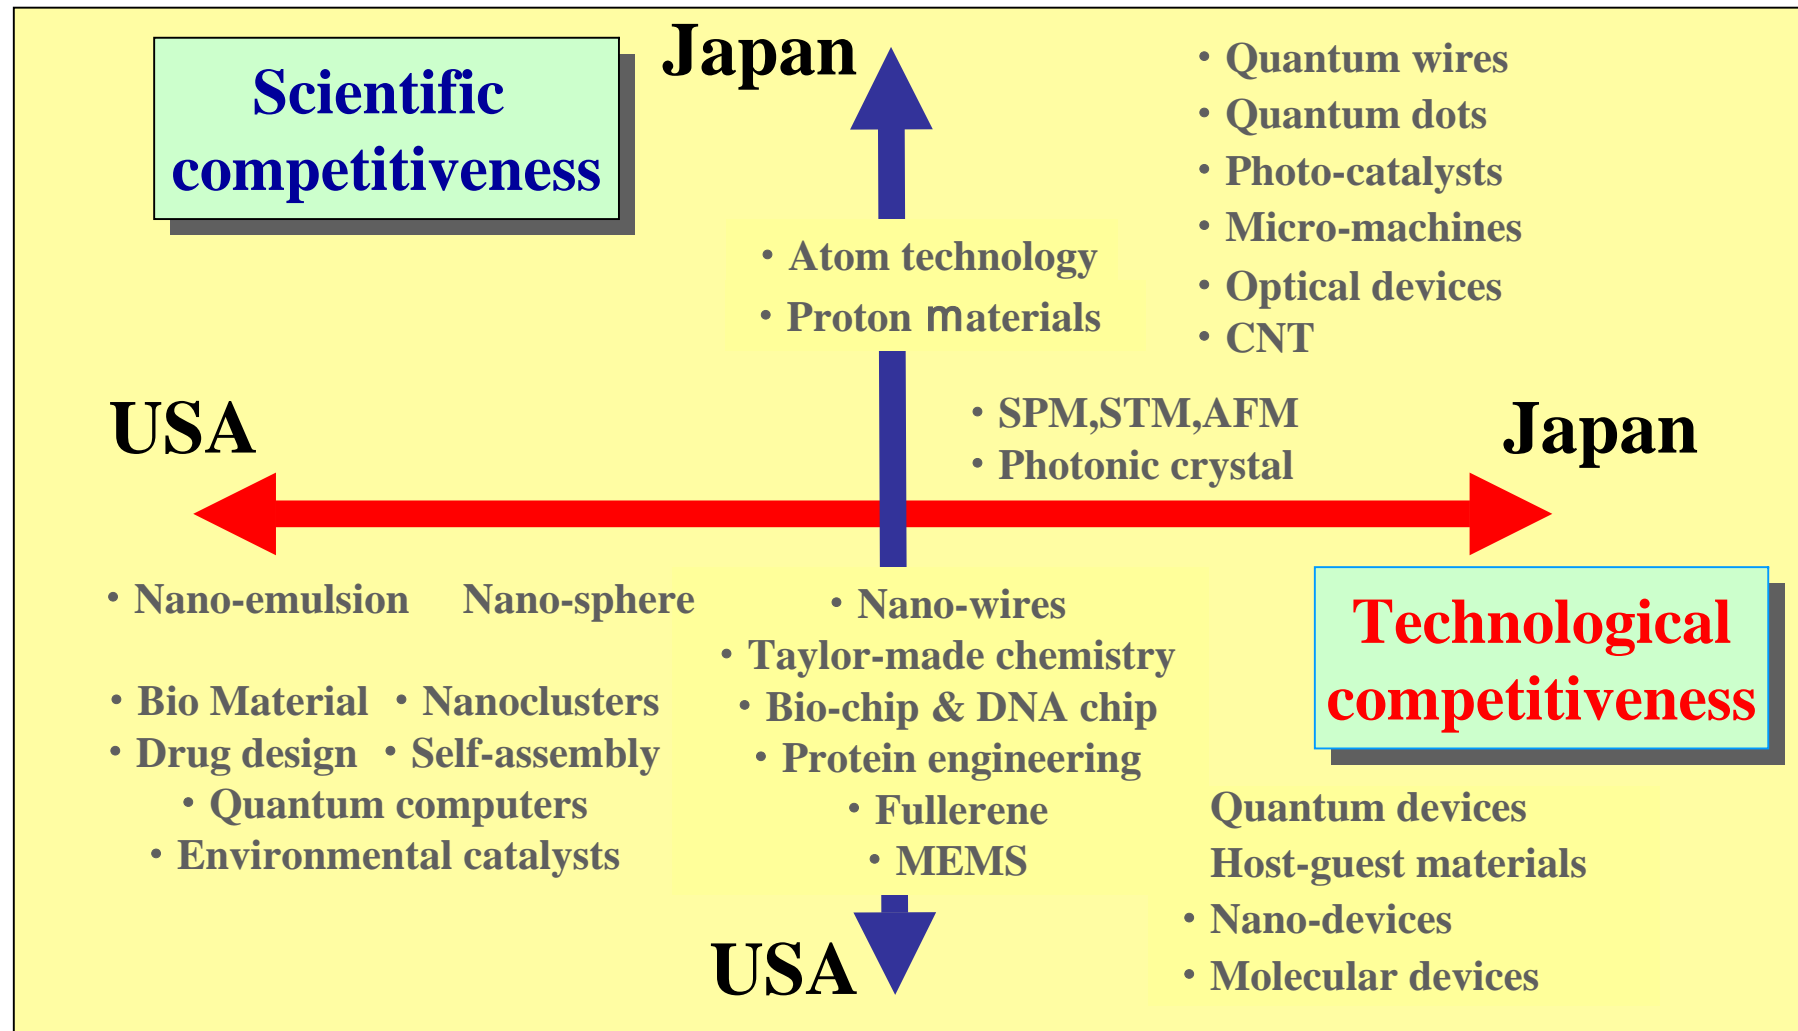 Scientific
competitiveness
Japan
・Quantum wires
・Quantum dots
・Photo-catalysts
・Micro-machines
・Optical devices
・CNT
・Atom technology
・Proton materials
USA
・SPM,STM,AFM
・Photonic crystal
Japan
・Nano-emulsion Nano-sphere
・Bio Material ・Nanoclusters
・Drug design ・Self-assembly
・Quantum computers
・Environmental catalysts
・Nano-wires
・Taylor-made chemistry
・Bio-chip & DNA chip
・Protein engineering
・Fullerene
・MEMS
Technological
competitiveness
Quantum devices
Host-guest materials
・Nano-devices
・Molecular devices
USA